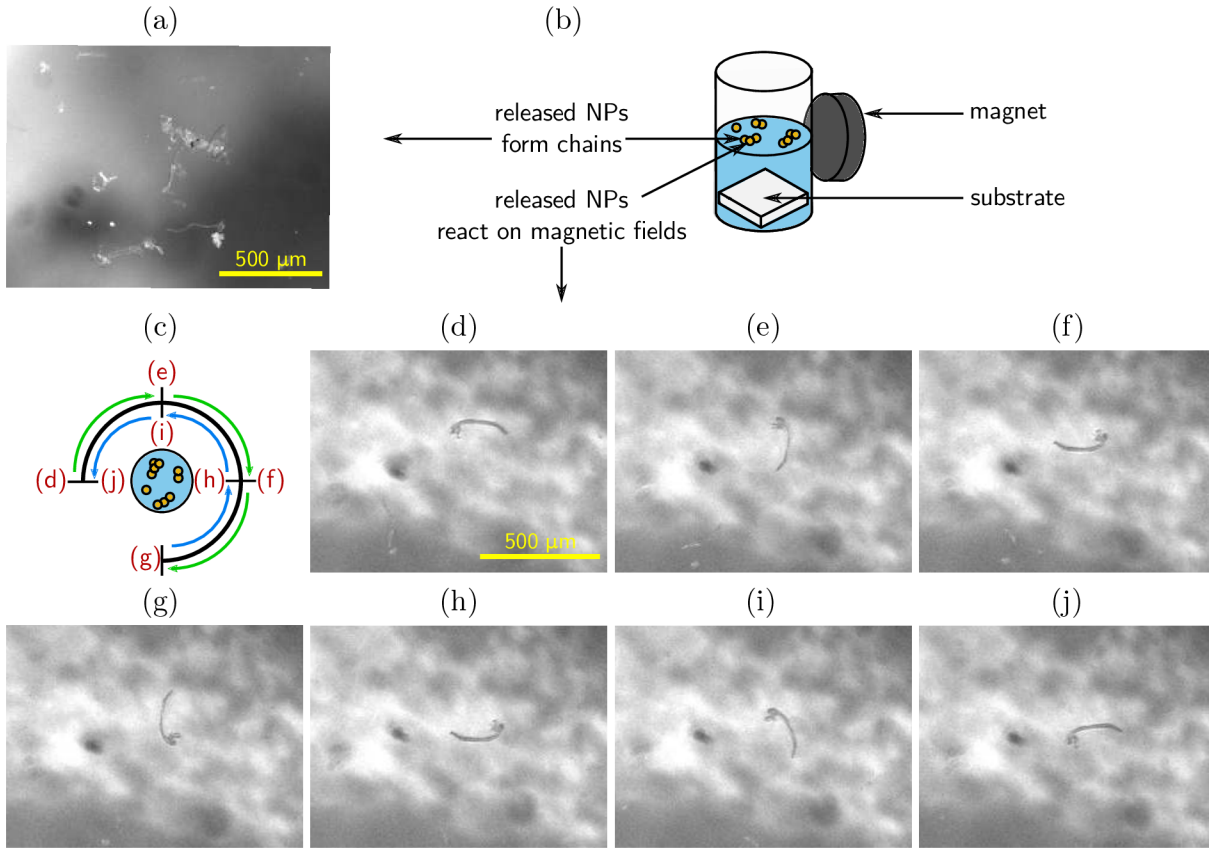 (a)
(b)
500 µm
released NPs
form chains
released NPs
react on magnetic fields
magnet
substrate
(c)
(d)
(e)
(f)
(e)
(i)
(d)
(j)
(h)
(f)
(g)
500 µm
(g)
(h)
(i)
(j)